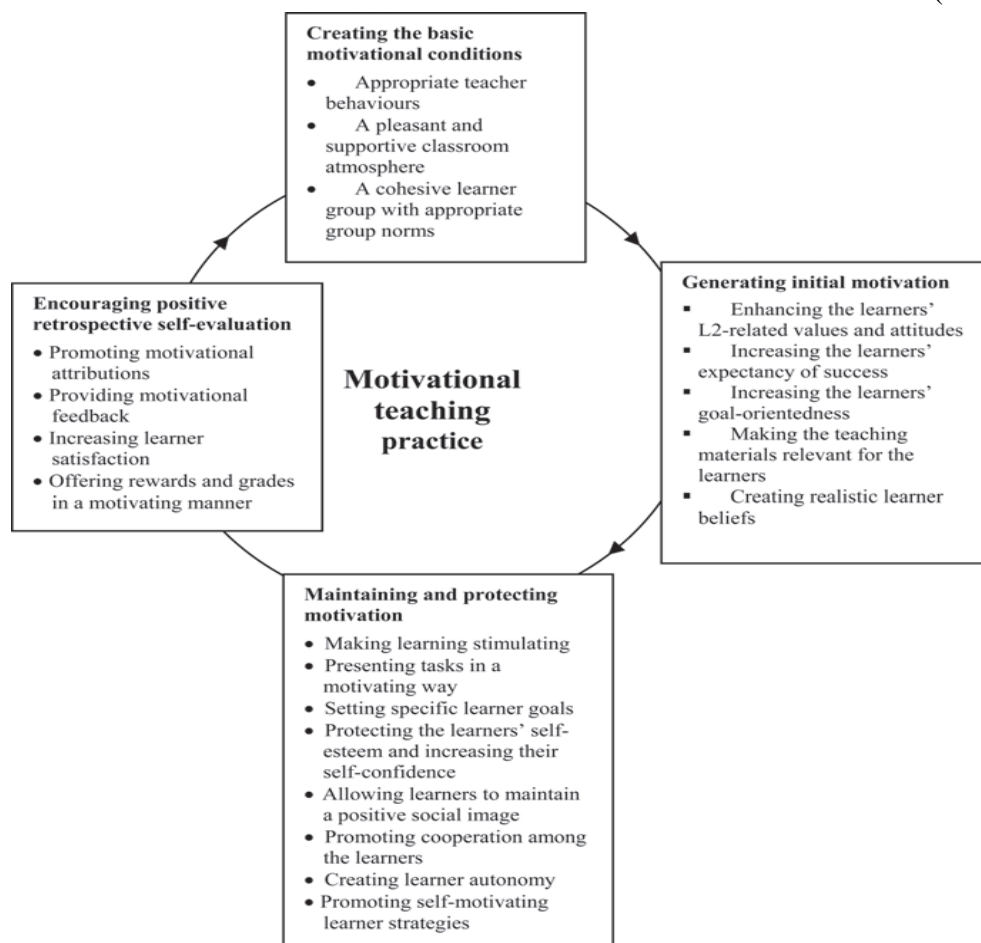 (
Creating the basic
motivational conditions
• Appropriate teacher
behaviours
• A pleasant and
supportive classroom
atmosphere
• A cohesive learner
group with appropriate
group norms
Generating initial motivation
▪ Enhancing the learners’
L2-related values and attitudes
▪ Increasing the learners’
expectancy of success
▪ Increasing the learners’
goal-orientedness
▪ Making the teaching
materials relevant for the
learners
▪ Creating realistic learner
beliefs
Encouraging positive
retrospective self-evaluation
• Promoting motivational
attributions
• Providing motivational
feedback
• Increasing learner
satisfaction
• Offering rewards and grades
in a motivating manner
Motivational
teaching
practice
Maintaining and protecting
motivation
• Making learning stimulating
• Presenting tasks in a
motivating way
• Setting specific learner goals
• Protecting the learners’ self-
esteem and increasing their
self-confidence
• Allowing learners to maintain
a positive social image
• Promoting cooperation among
the learners
• Creating learner autonomy
• Promoting self-motivating
learner strategies